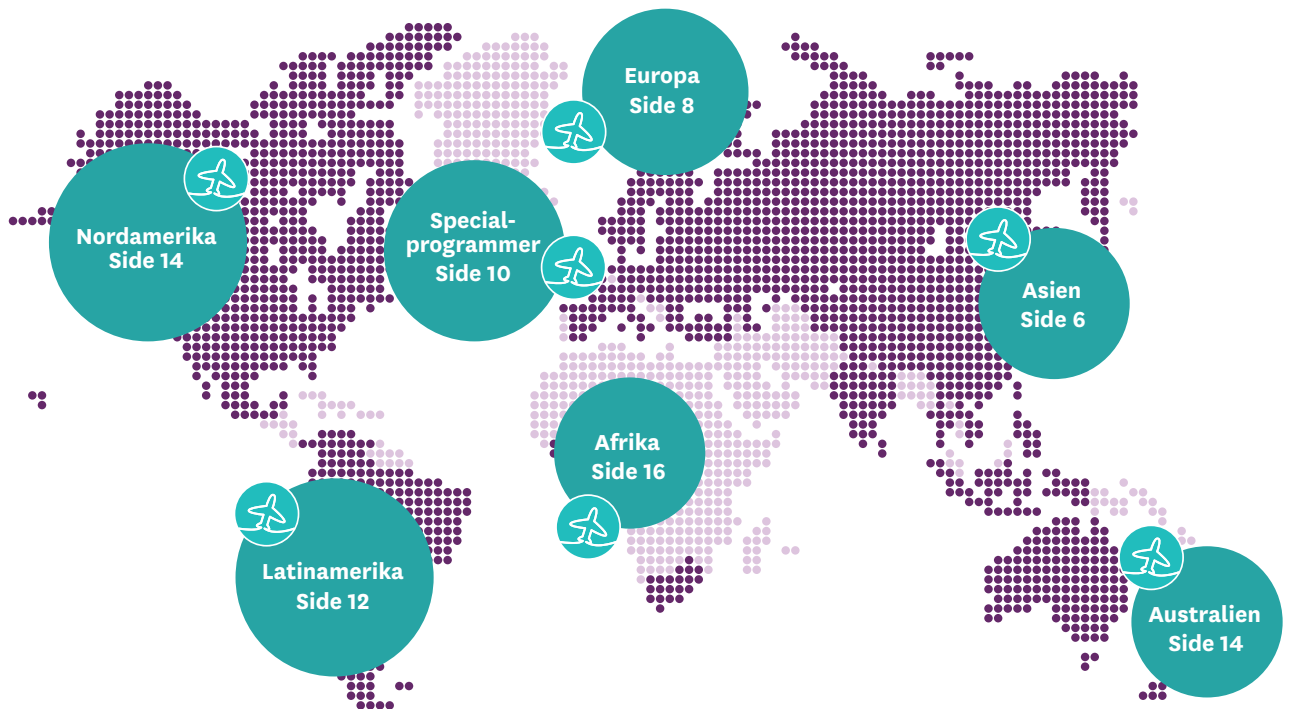 Europa
Side 8
Nordamerika
Side 14
Special-
programmer
Side 10
Asien
Side 6
Afrika
Side 16
Latinamerika
Side 12
Australien
Side 14